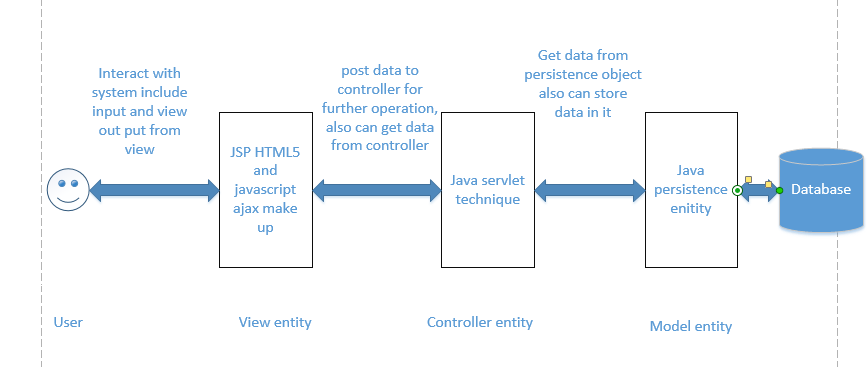 Interact with
system include
input and view
out put from
view
post data to
controller for
further operation,
also can get data
from controller
Get data from
persistence object
also can store
data in it
JSP HTML5
and
javascript
ajax make
up
Java servlet
technique
Java
persistence
enitity
Database
User
View entity
Controller entity
Model entity